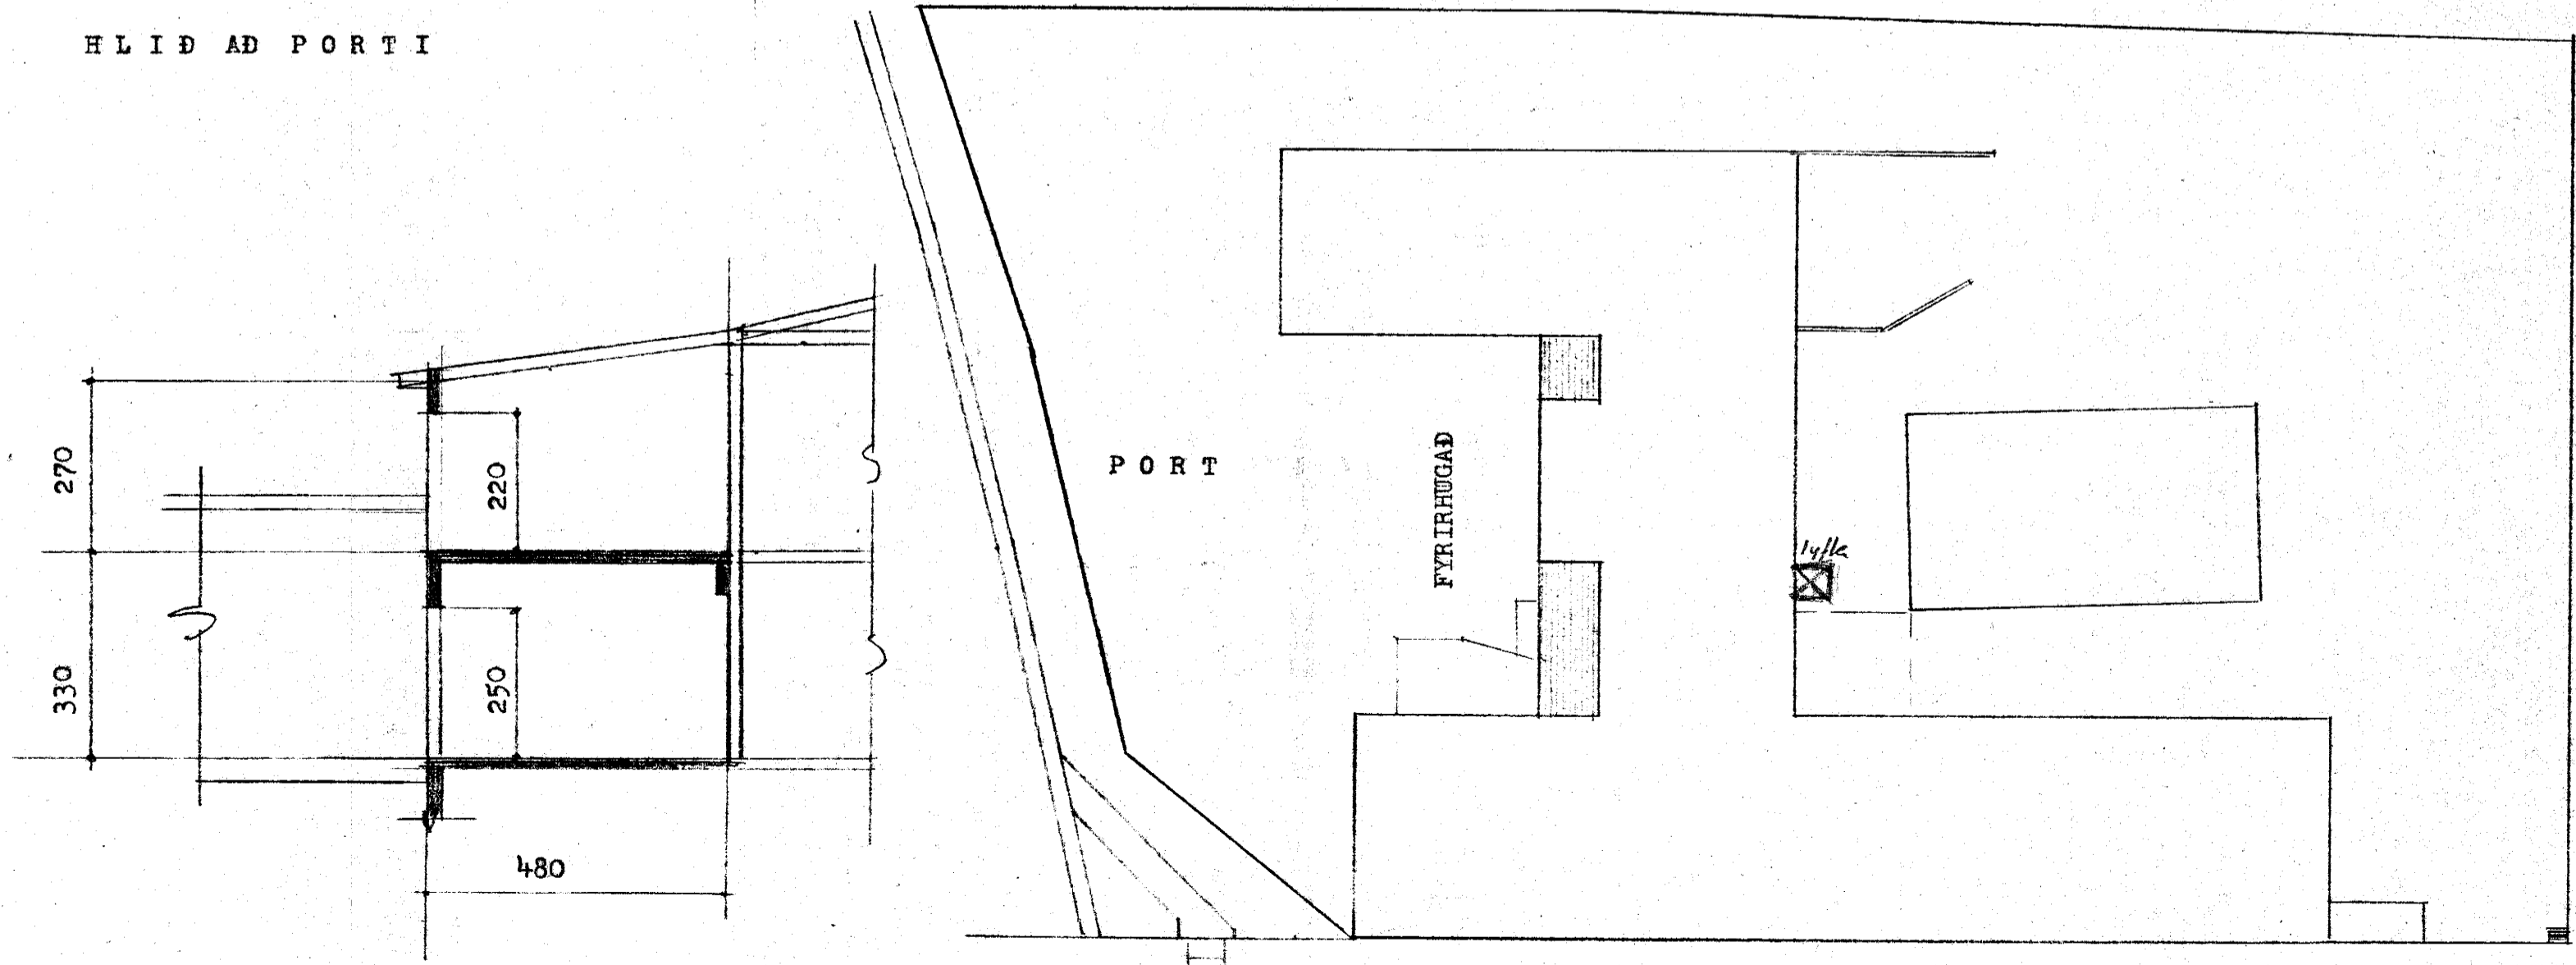 HLIÐ AÐ PORTI
270
220
330
250
480
PORT
FYRIRHUGAÐ
lyfta